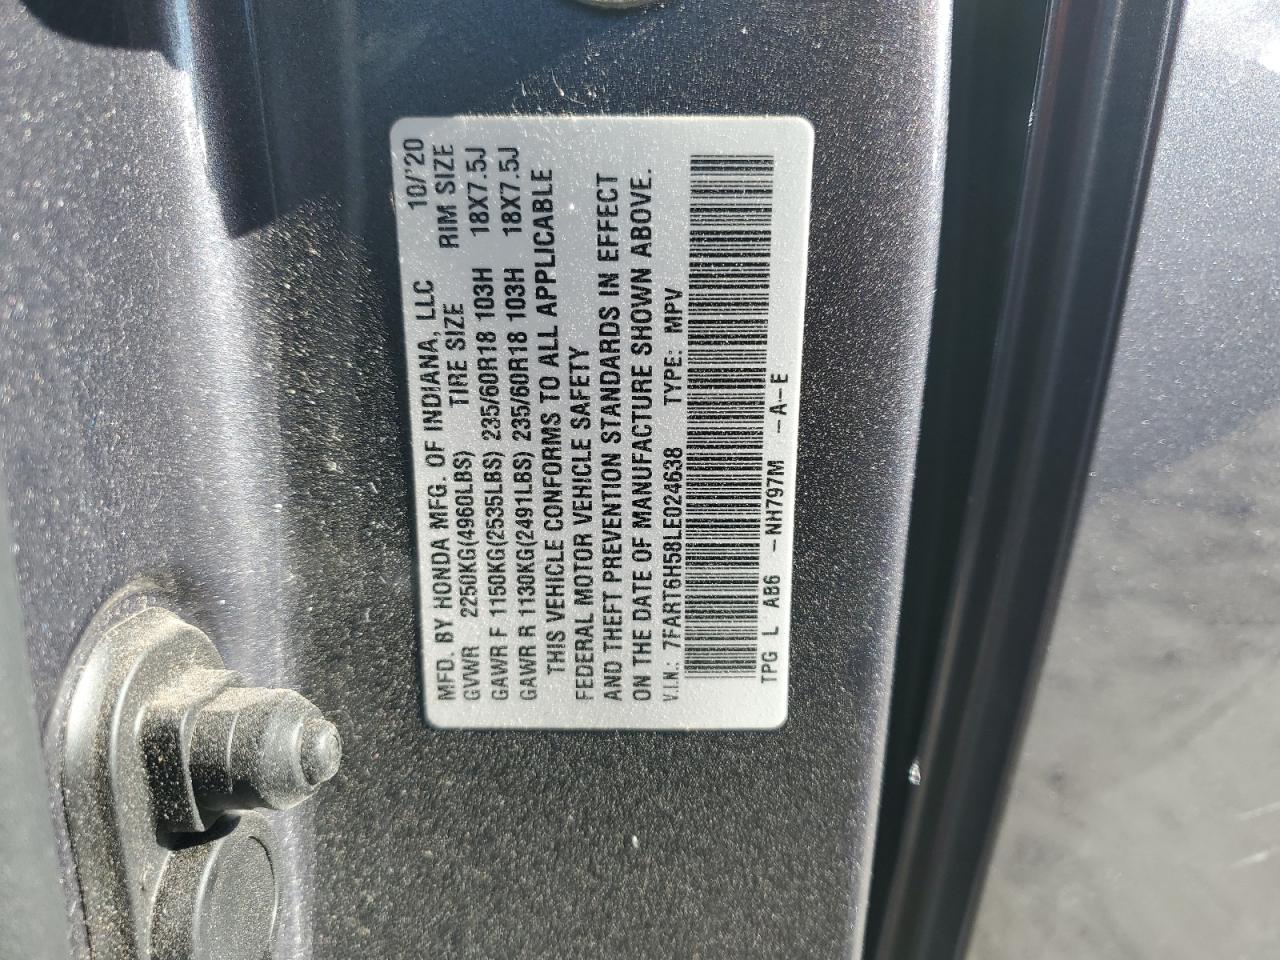 MFD. BY HONDA MFG. OF INDIANA, LLC 10/'20
GVWR 2250KG(4960LBS) TIRE SIZE RIM SIZE
GAWR F 1150KG(2535LBS) 235/60R18 103H 18X7.5J
GAWR R 1130KG(2491LBS) 235/60R18 103H 18X7.5J
THIS VEHICLE CONFORMS TO ALL APPLICABLE
FEDERAL MOTOR VEHICLE SAFETY
AND THEFT PREVENTION STANDARDS IN EFFECT
ON THE DATE OF MANUFACTURE SHOWN ABOVE.
V.I.N.: 7FART6H58LE024638 TYPE: MPV
TPG L AB6 -NH797M -A-E